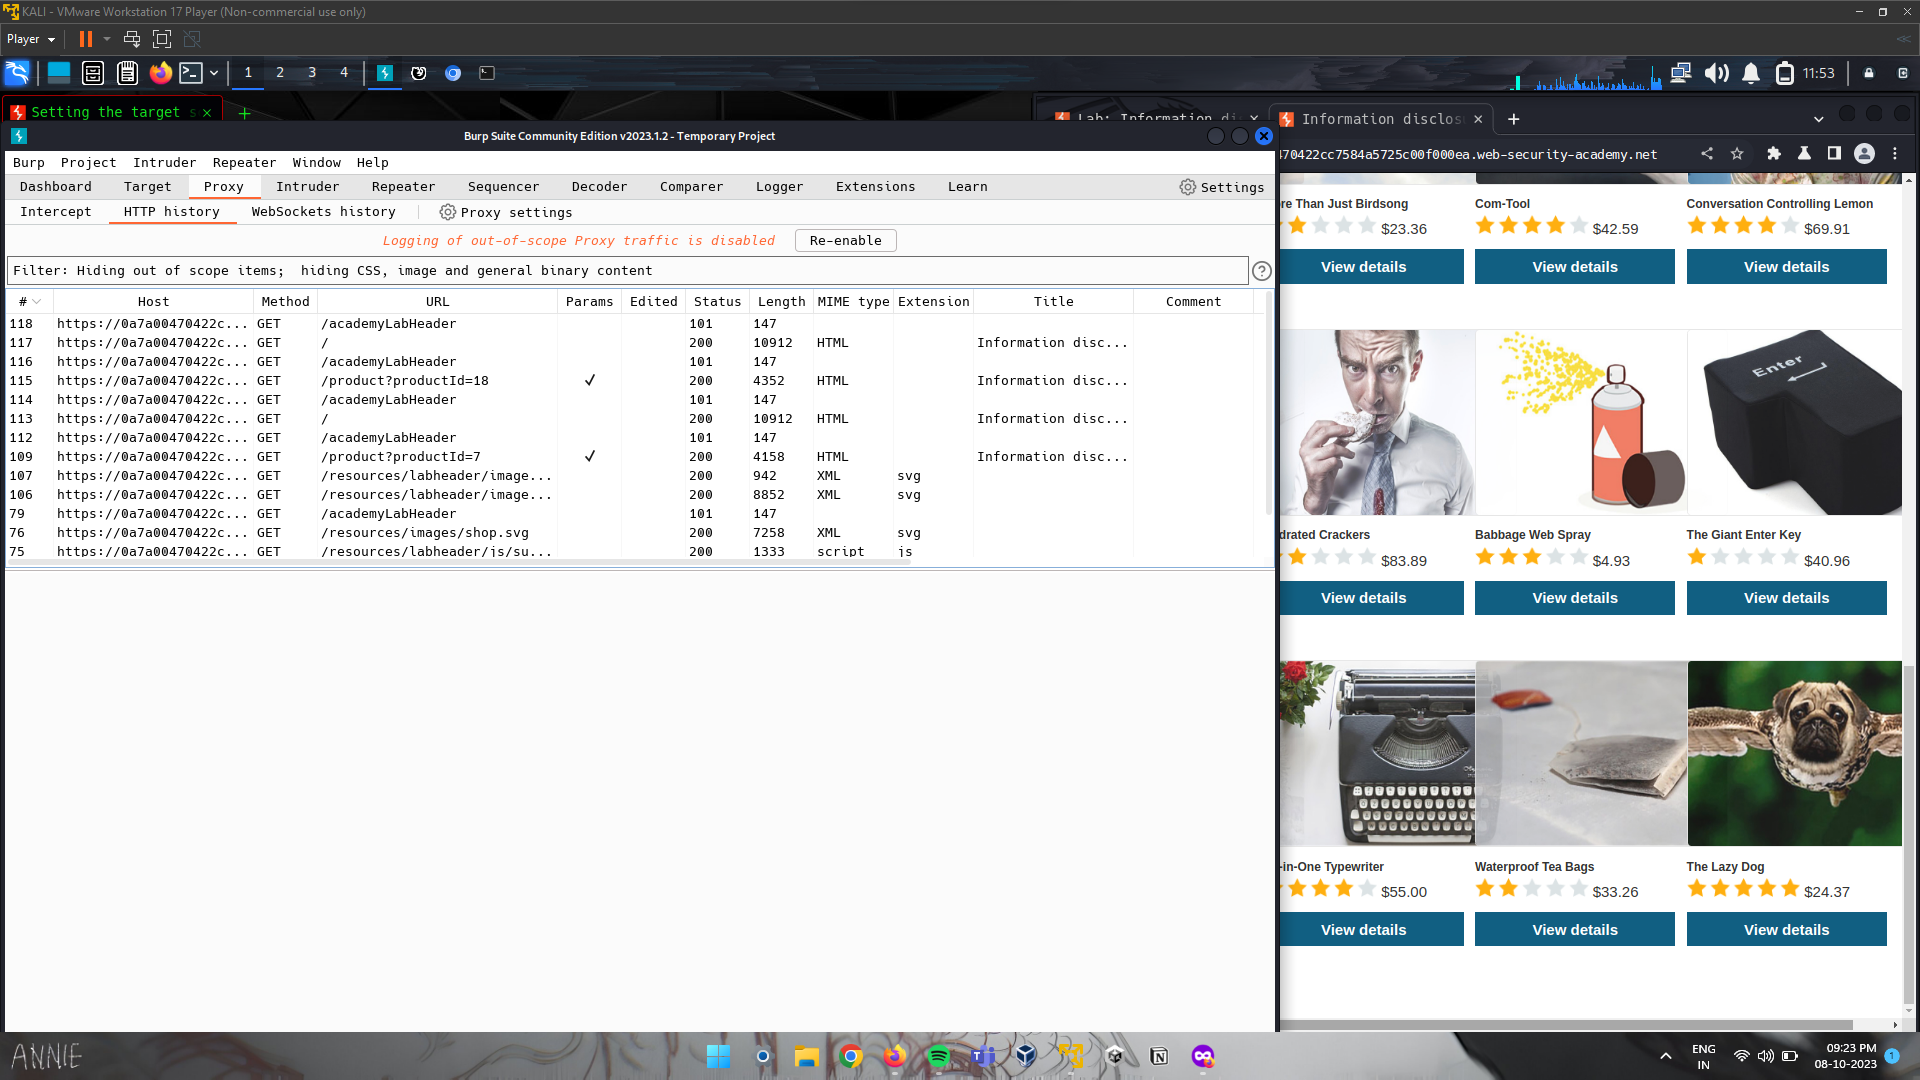 KALI - VMware Workstation 17 Player (Non-commercial use only)
Player
1 2 3 4
11:53
Setting the target s
Lab: Information di
Information disclos
Burp Suite Community Edition v2023.1.2 - Temporary Project
470422cc7584a5725c00f000ea.web-security-academy.net
Burp Project Intruder Repeater Window Help
Dashboard Target Proxy Intruder Repeater Sequencer Decoder Comparer Logger Extensions Learn Settings
Intercept HTTP history WebSockets history Proxy settings
Logging of out-of-scope Proxy traffic is disabled Re-enable
Filter: Hiding out of scope items; hiding CSS, image and general binary content
# Host Method URL Params Edited Status Length MIME type Extension Title Comment
118 https://0a7a00470422c... GET /academyLabHeader 101 147
117 https://0a7a00470422c... GET / 200 10912 HTML Information disc...
116 https://0a7a00470422c... GET /academyLabHeader 101 147
115 https://0a7a00470422c... GET /product?productId=18 ✓ 200 4352 HTML Information disc...
114 https://0a7a00470422c... GET /academyLabHeader 101 147
113 https://0a7a00470422c... GET / 200 10912 HTML Information disc...
112 https://0a7a00470422c... GET /academyLabHeader 101 147
109 https://0a7a00470422c... GET /product?productId=7 ✓ 200 4158 HTML Information disc...
107 https://0a7a00470422c... GET /resources/labheader/image... 200 942 XML svg
106 https://0a7a00470422c... GET /resources/labheader/image... 200 8852 XML svg
79 https://0a7a00470422c... GET /academyLabHeader 101 147
76 https://0a7a00470422c... GET /resources/images/shop.svg 200 7258 XML svg
75 https://0a7a00470422c... GET /resources/labheader/js/su... 200 1333 script js
re Than Just Birdsong Com-Tool Conversation Controlling Lemon
$23.36 $42.59 $69.91
View details View details View details
Enter
drated Crackers Babbage Web Spray The Giant Enter Key
$83.89 $4.93 $40.96
View details View details View details
-in-One Typewriter Waterproof Tea Bags The Lazy Dog
$55.00 $33.26 $24.37
View details View details View details
ANNIE
ENG
IN
09:23 PM
08-10-2023
1